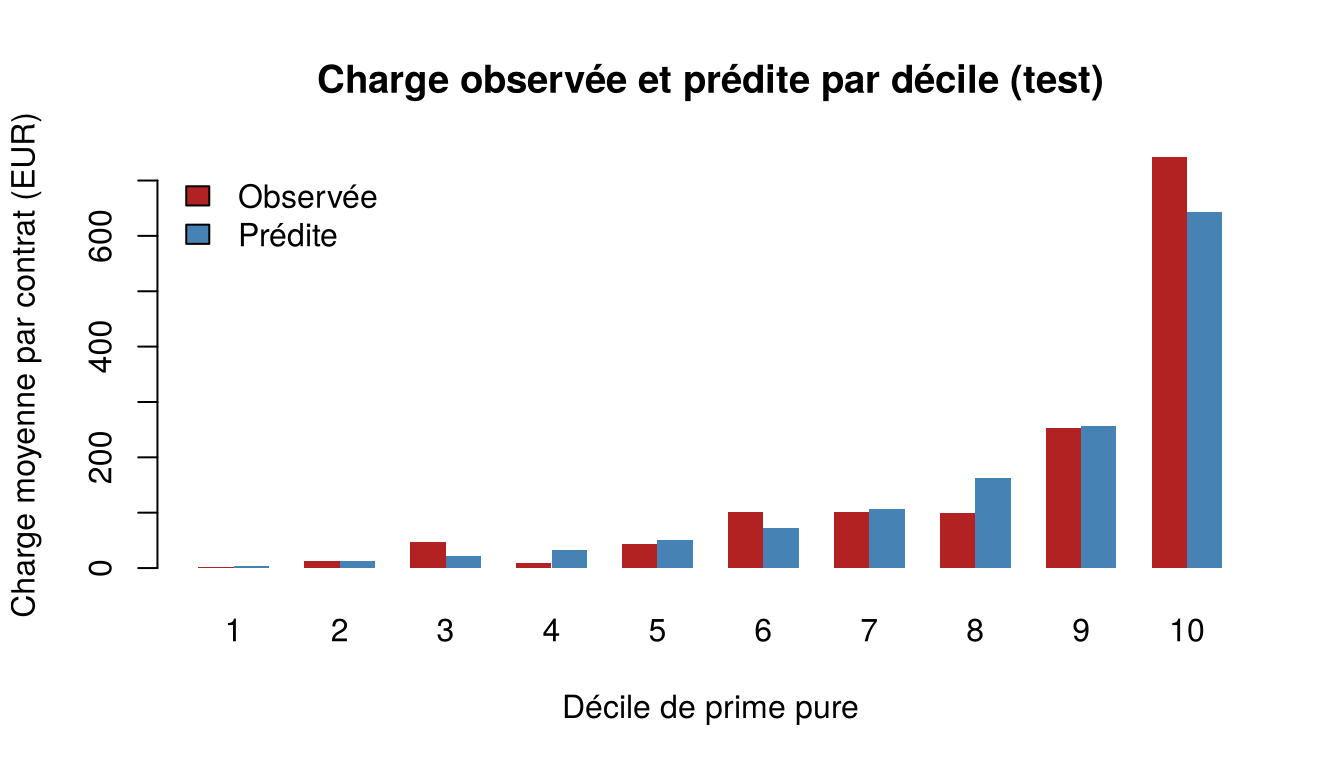 Charge observée et prédite par décile (test)
Charge moyenne par contrat (EUR)
Observée
Prédite
600
400
200
0
1 2 3 4 5 6 7 8 9 10
Décile de prime pure